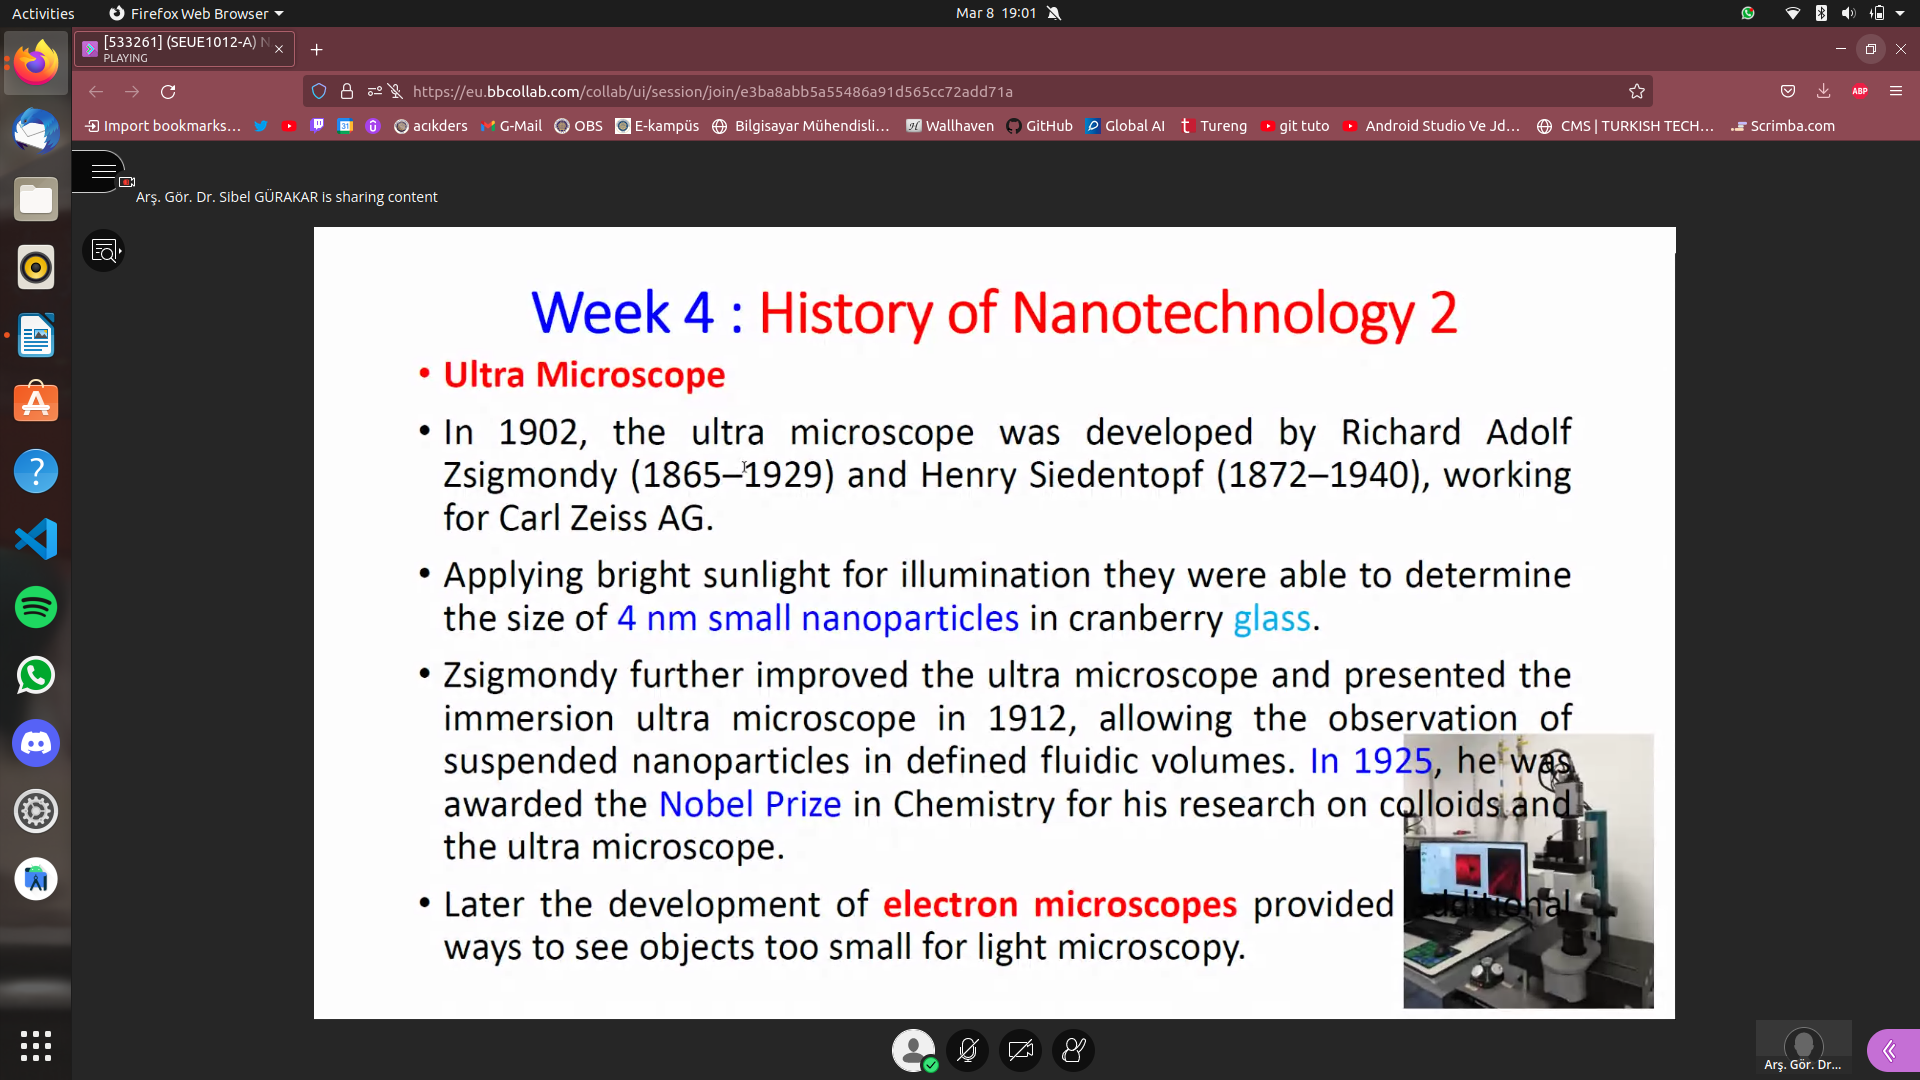 Activities
Firefox Web Browser
Mar 8 19:01
[533261] (SEUE1012-A) N
PLAYING
https://eu.bbcollab.com/collab/ui/session/join/e3ba8abb5a55486a91d565cc72add71a
ABP
Import bookmarks...
31
acıkders
G-Mail
OBS
E-kampüs
Bilgisayar Mühendisli...
Wallhaven
GitHub
Global AI
Tureng
git tuto
Android Studio Ve Jd...
CMS | TURKISH TECH...
Scrimba.com
Arş. Gör. Dr. Sibel GÜRAKAR is sharing content
Week 4 : History of Nanotechnology 2
• Ultra Microscope
• In 1902, the ultra microscope was developed by Richard Adolf
Zsigmondy (1865–1929) and Henry Siedentopf (1872–1940), working
for Carl Zeiss AG.
• Applying bright sunlight for illumination they were able to determine
the size of 4 nm small nanoparticles in cranberry glass.
• Zsigmondy further improved the ultra microscope and presented the
immersion ultra microscope in 1912, allowing the observation of
suspended nanoparticles in defined fluidic volumes. In 1925, he was
awarded the Nobel Prize in Chemistry for his research on colloids and
the ultra microscope.
• Later the development of electron microscopes provided additional
ways to see objects too small for light microscopy.
Arş. Gör. Dr...